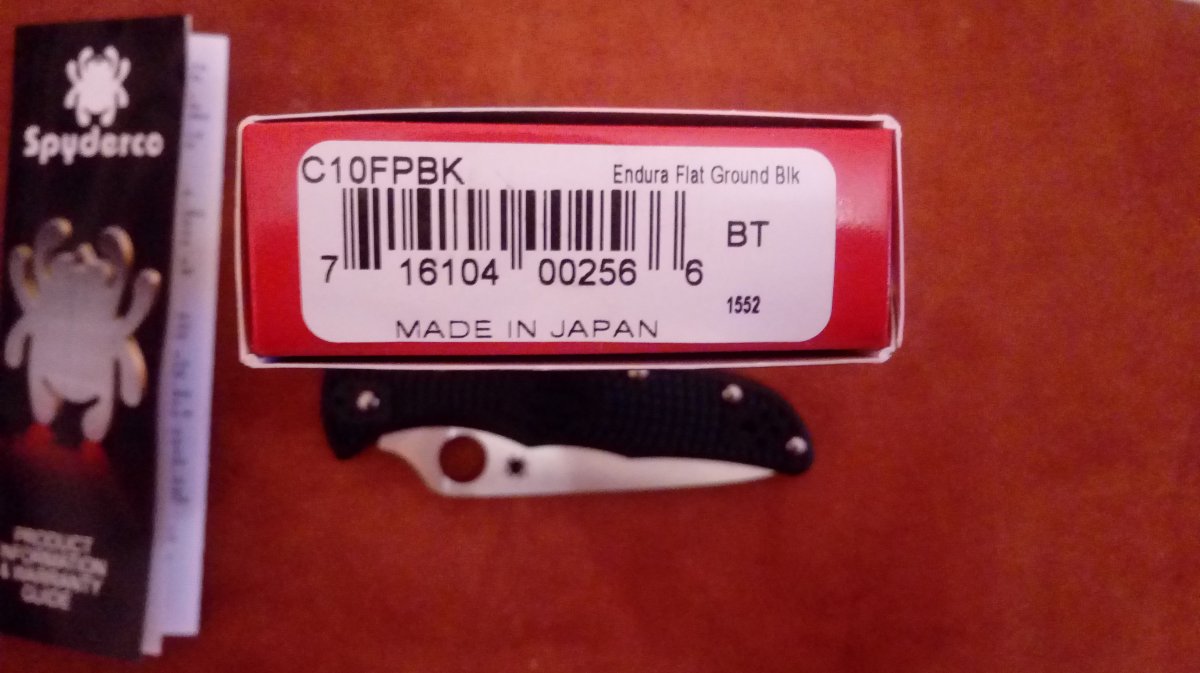 Spyderco
PRODUCT
INFORMATION
& WARRANTY
GUIDE
C10FPBK
Endura Flat Ground Blk
BT
7 16104 00256 6
1552
MADE IN JAPAN